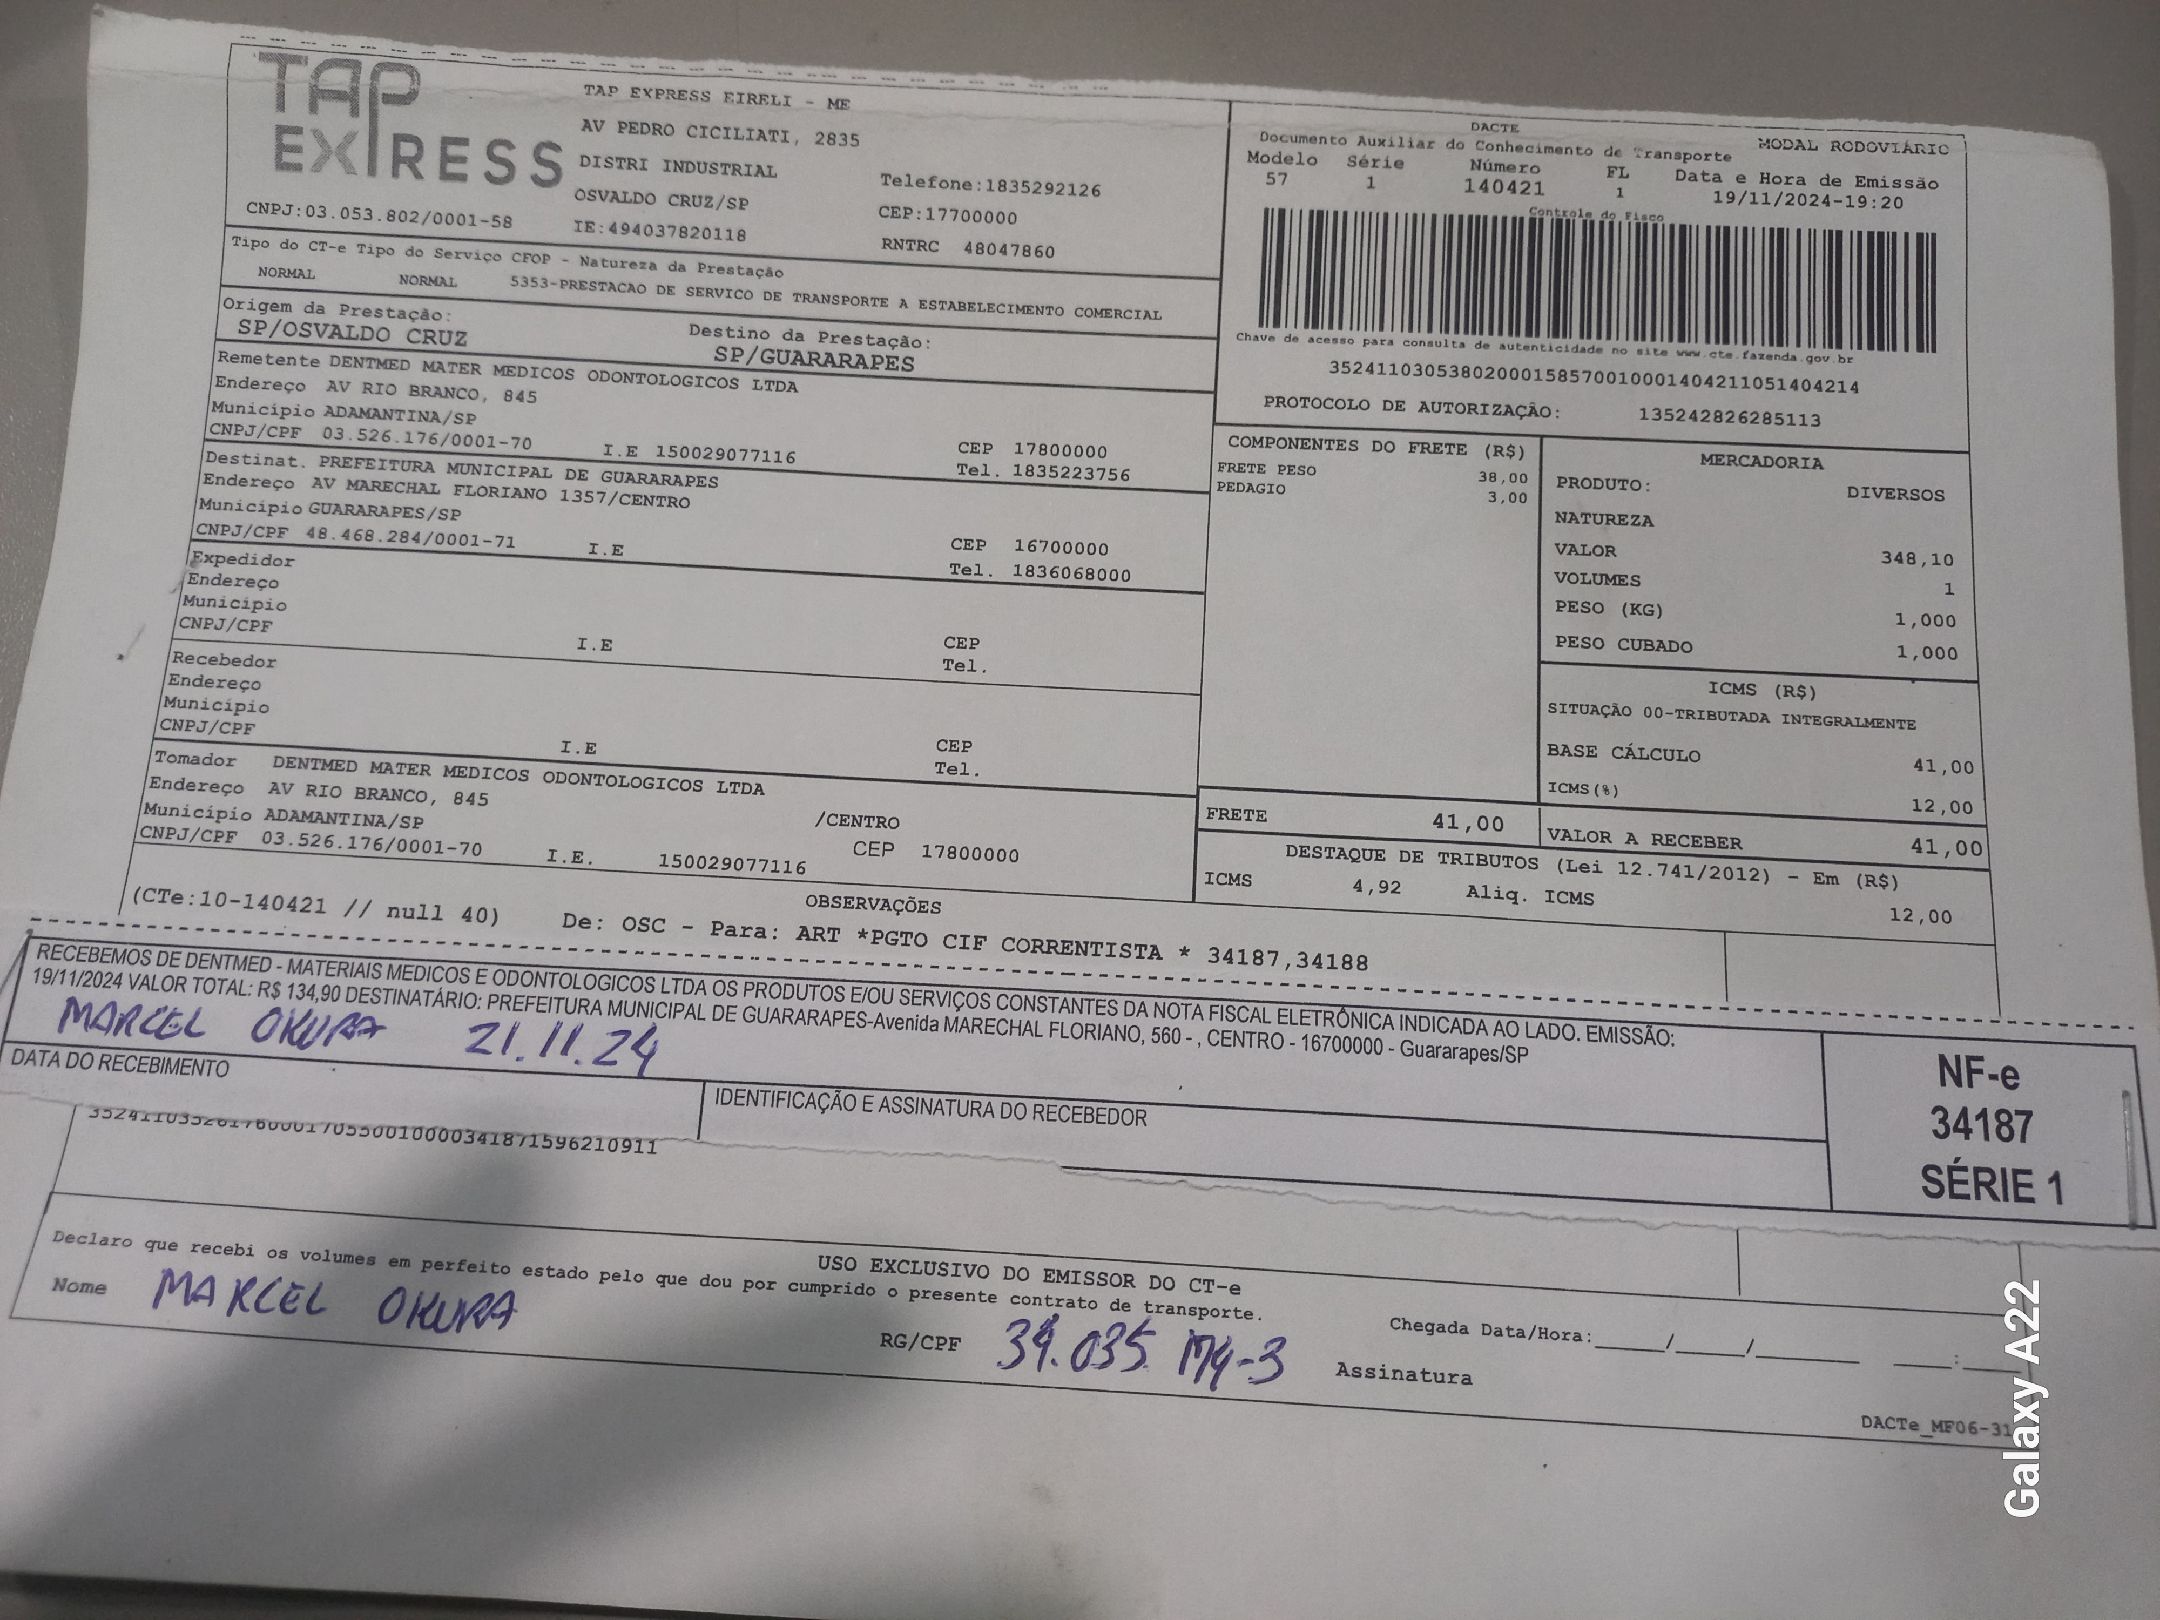 TAP EXPRESS
TAP EXPRESS EIRELI - ME
AV PEDRO CICILIATI, 2835
DISTRI INDUSTRIAL
Telefone:1835292126
OSVALDO CRUZ/SP
CEP:17700000
CNPJ:03.053.802/0001-58
IE:494037820118
RNTRC 48047860
DACTE
Documento Auxiliar do Conhecimento de Transporte
MODAL RODOVIÁRIO
Modelo Série Número FL Data e Hora de Emissão
57 1 140421 1 19/11/2024-19:20
Controle do Fisco
Chave de acesso para consulta de autenticidade no site www.cte.fazenda.gov.br
35241103053802000158570010001404211051404214
PROTOCOLO DE AUTORIZAÇÃO: 135242826285113
Tipo do CT-e Tipo do Serviço CFOP - Natureza da Prestação
NORMAL NORMAL 5353-PRESTACAO DE SERVICO DE TRANSPORTE A ESTABELECIMENTO COMERCIAL
Origem da Prestação: Destino da Prestação:
SP/OSVALDO CRUZ SP/GUARARAPES
Remetente DENTMED MATER MEDICOS ODONTOLOGICOS LTDA
Endereço AV RIO BRANCO, 845
Município ADAMANTINA/SP CEP 17800000
CNPJ/CPF 03.526.176/0001-70 I.E 150029077116 Tel. 1835223756
Destinat. PREFEITURA MUNICIPAL DE GUARARAPES
Endereço AV MARECHAL FLORIANO 1357/CENTRO
Município GUARARAPES/SP CEP 16700000
CNPJ/CPF 48.468.284/0001-71 I.E Tel. 1836068000
Expedidor
Endereço
Município CEP
CNPJ/CPF I.E Tel.
Recebedor
Endereço
Município CEP
CNPJ/CPF I.E Tel.
Tomador DENTMED MATER MEDICOS ODONTOLOGICOS LTDA
Endereço AV RIO BRANCO, 845 /CENTRO
Município ADAMANTINA/SP CEP 17800000
CNPJ/CPF 03.526.176/0001-70 I.E. 150029077116
COMPONENTES DO FRETE (R$)
FRETE PESO 38,00
PEDAGIO 3,00
MERCADORIA
PRODUTO: DIVERSOS
NATUREZA
VALOR 348,10
VOLUMES 1
PESO (KG) 1,000
PESO CUBADO 1,000
ICMS (R$)
SITUAÇÃO 00-TRIBUTADA INTEGRALMENTE
BASE CÁLCULO 41,00
ICMS(%) 12,00
FRETE 41,00 VALOR A RECEBER 41,00
DESTAQUE DE TRIBUTOS (Lei 12.741/2012) - Em (R$)
ICMS 4,92 Aliq. ICMS 12,00
OBSERVAÇÕES
(CTe:10-140421 // null 40) De: OSC - Para: ART *PGTO CIF CORRENTISTA * 34187,34188
RECEBEMOS DE DENTMED - MATERIAIS MEDICOS E ODONTOLOGICOS LTDA OS PRODUTOS E/OU SERVIÇOS CONSTANTES DA NOTA FISCAL ELETRÔNICA INDICADA AO LADO. EMISSÃO:
19/11/2024 VALOR TOTAL: R$ 134,90 DESTINATÁRIO: PREFEITURA MUNICIPAL DE GUARARAPES-Avenida MARECHAL FLORIANO, 560 - , CENTRO - 16700000 - Guararapes/SP
MARCEL OKURA 21.11.24
DATA DO RECEBIMENTO
IDENTIFICAÇÃO E ASSINATURA DO RECEBEDOR
NF-e
34187
SÉRIE 1
USO EXCLUSIVO DO EMISSOR DO CT-e
Declaro que recebi os volumes em perfeito estado pelo que dou por cumprido o presente contrato de transporte.
Nome MARCEL OKURA
RG/CPF
Chegada Data/Hora:____/____/____ ____:____
Assinatura
DACTe_MF06-31
Galaxy A22